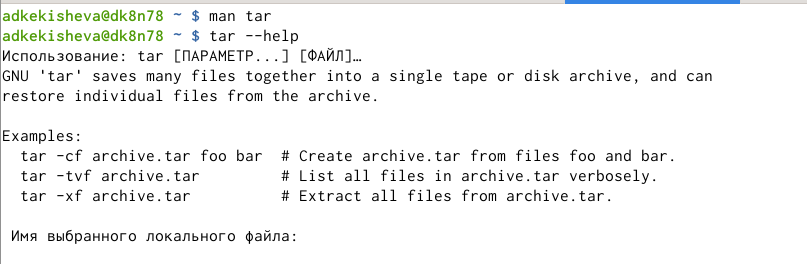 adkekisheva@dk8n78 ~ $ man tar
adkekisheva@dk8n78 ~ $ tar --help
Использование: tar [ПАРАМЕТР...] [ФАЙЛ]…
GNU 'tar' saves many files together into a single tape or disk archive, and can
restore individual files from the archive.

Examples:
  tar -cf archive.tar foo bar  # Create archive.tar from files foo and bar.
  tar -tvf archive.tar         # List all files in archive.tar verbosely.
  tar -xf archive.tar          # Extract all files from archive.tar.

 Имя выбранного локального файла: